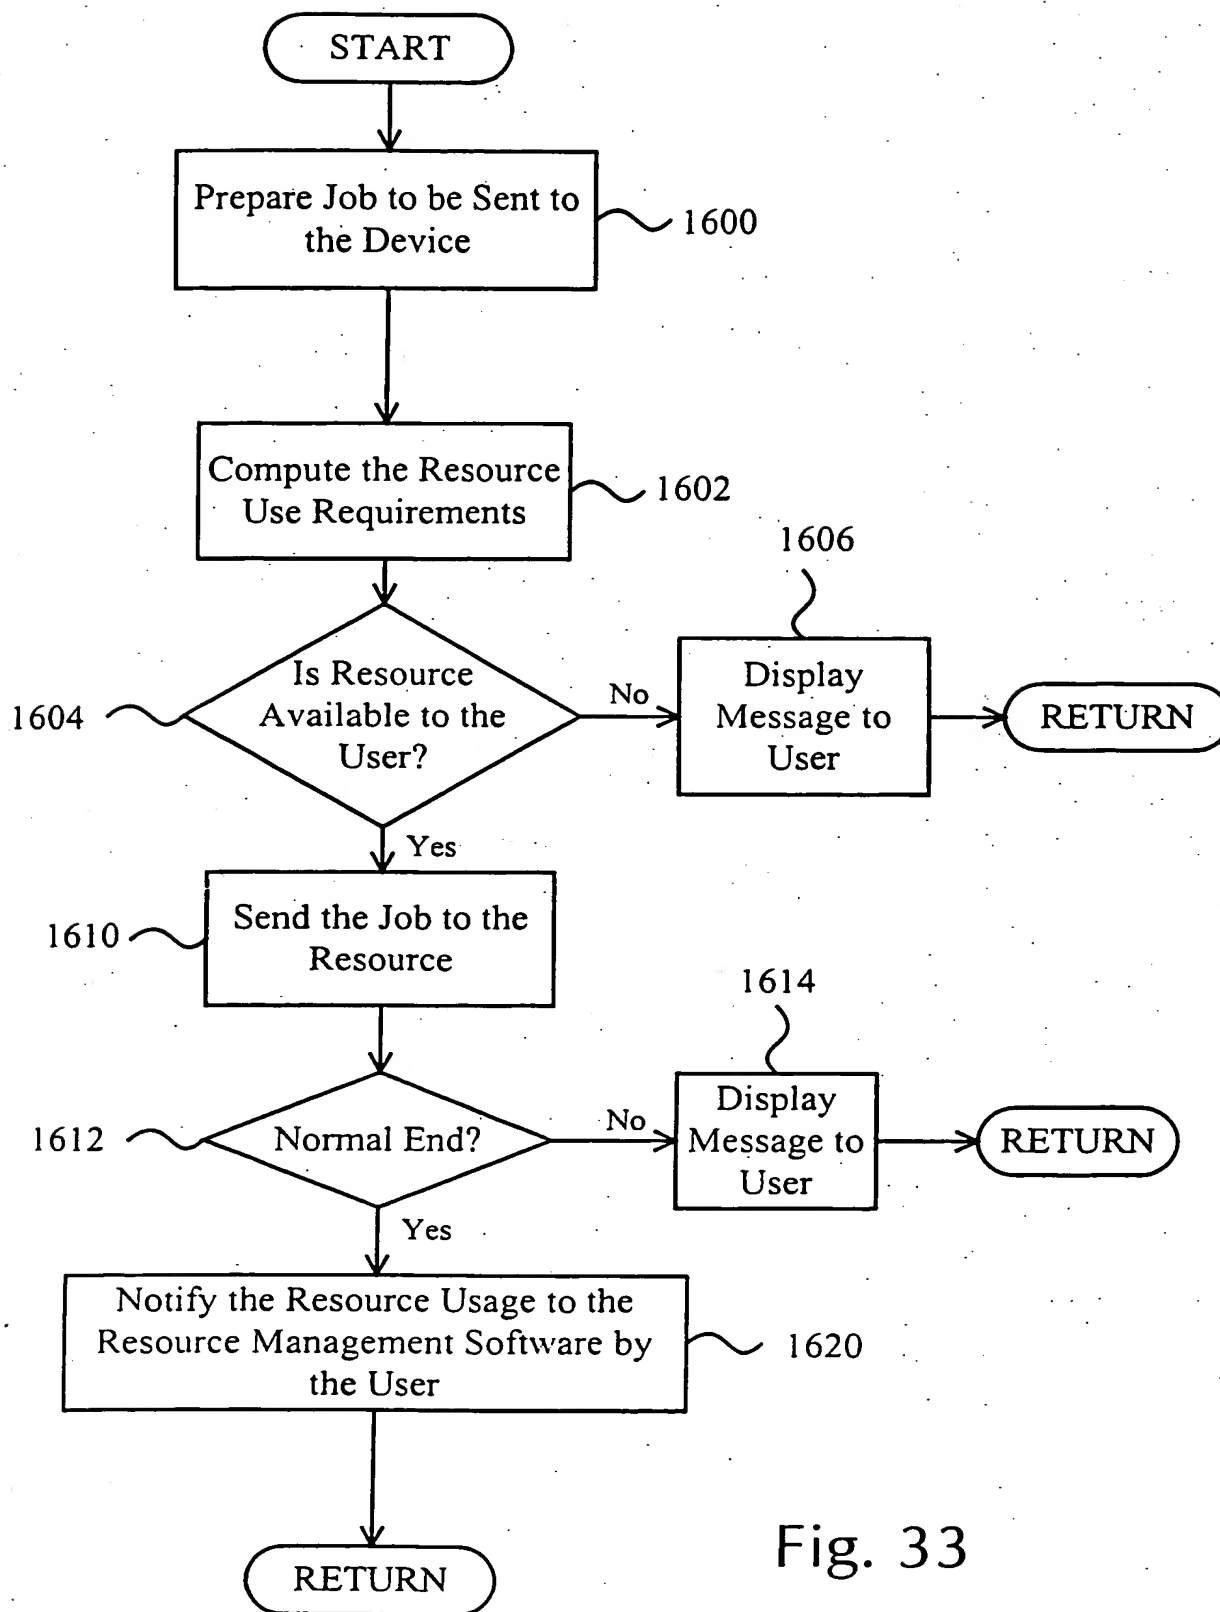 START
Prepare Job to be Sent to
the Device
1600
Compute the Resource
Use Requirements
1602
1606
Is Resource
Available to the
User?
1604
No
Display
Message to
User
RETURN
Yes
Send the Job to the
Resource
1610
1614
Normal End?
1612
No
Display
Message to
User
RETURN
Yes
Notify the Resource Usage to the
Resource Management Software by
the User
1620
RETURN
Fig. 33